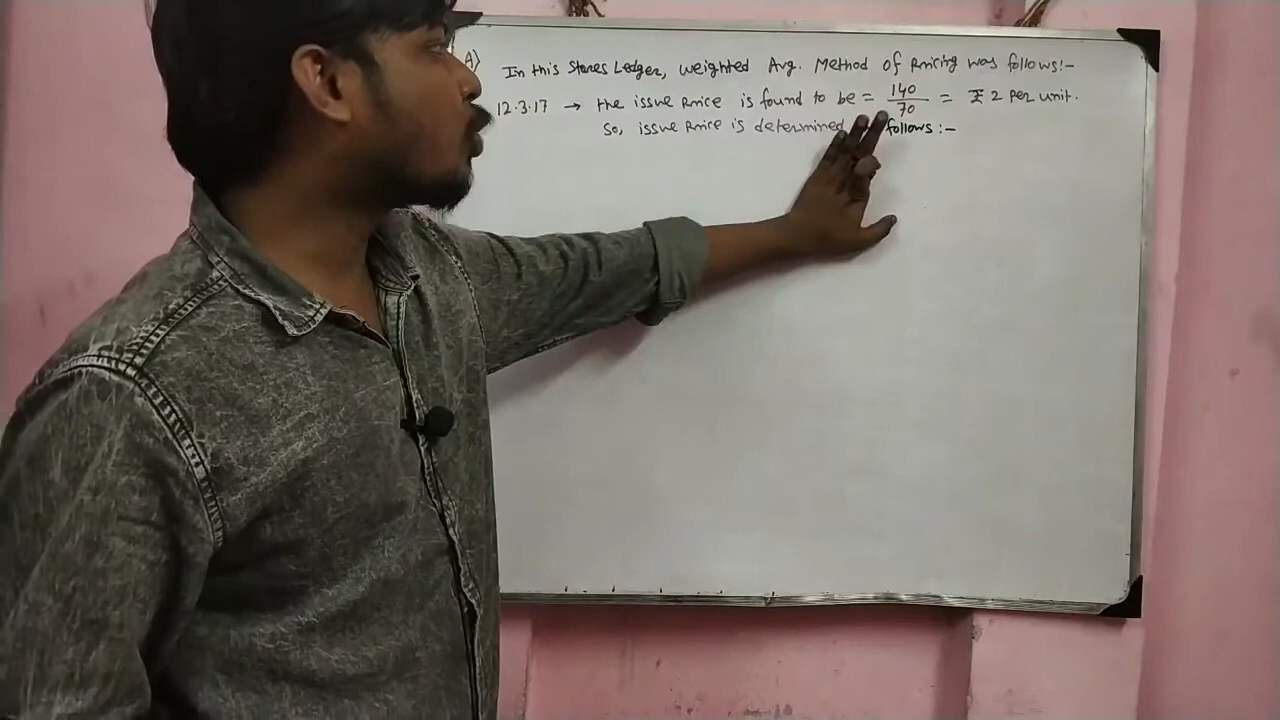 A) In this Stores Ledger, weighted Avg. Method of Pricing was follows:-
12.3.17 → the issue Price is found to be = 140/70 = ₹ 2 Per unit.
So, issue Price is determined follows:-